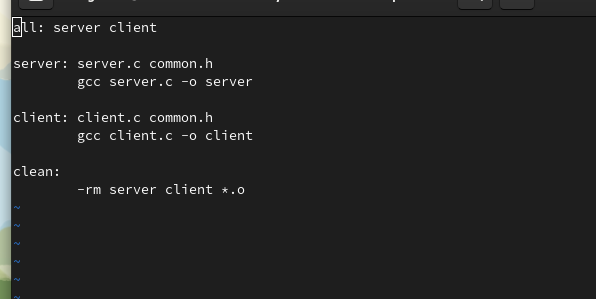 all: server client
server: server.c common.h
gcc server.c -o server
client: client.c common.h
gcc client.c -o client
clean:
-rm server client *.o
~
~
~
~
~
~